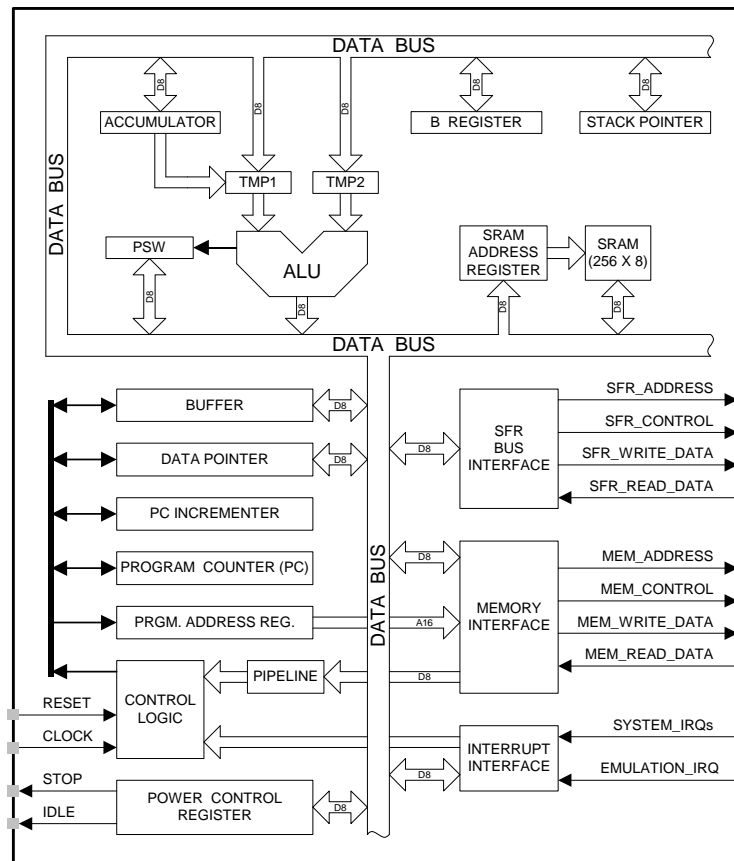 DATA BUS
D8
D8
D8
D8
D8
ACCUMULATOR
B REGISTER
STACK POINTER
DATA BUS
TMP1
TMP2
PSW
ALU
SRAM
ADDRESS
REGISTER
SRAM
(256 X 8)
D8
D8
D8
D8
DATA BUS
BUFFER
D8
DATA POINTER
D8
PC INCREMENTER
PROGRAM COUNTER (PC)
PRGM. ADDRESS REG.
A16
DATA BUS
D8
SFR
BUS
INTERFACE
SFR_ADDRESS
SFR_CONTROL
SFR_WRITE_DATA
SFR_READ_DATA
D8
MEMORY
INTERFACE
MEM_ADDRESS
MEM_CONTROL
MEM_WRITE_DATA
MEM_READ_DATA
CONTROL
LOGIC
PIPELINE
D8
RESET
CLOCK
INTERRUPT
INTERFACE
D8
SYSTEM_IRQs
EMULATION_IRQ
STOP
IDLE
POWER CONTROL
REGISTER
D8